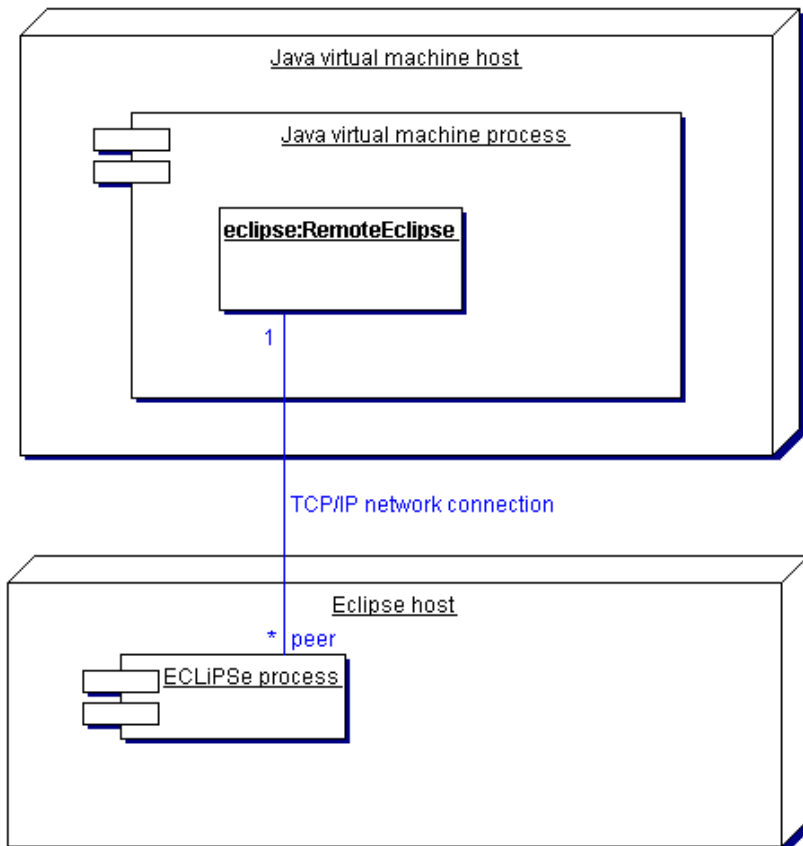 Java virtual machine host
Java virtual machine process
eclipse:RemoteEclipse
1
TCP/IP network connection
Eclipse host
* peer
ECLiPSe process